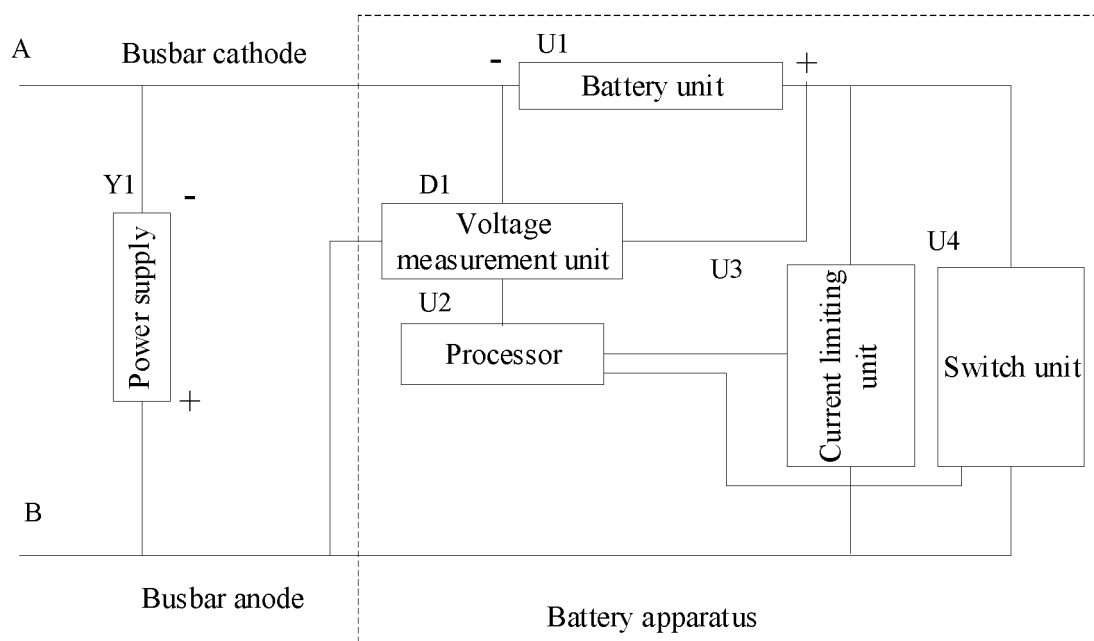 A
Busbar cathode
-
U1
+
Battery unit
Y1
-
D1
Power supply
Voltage
measurement unit
U3
U4
U2
Processor
Current limiting
unit
Switch unit
+
B
Busbar anode
Battery apparatus